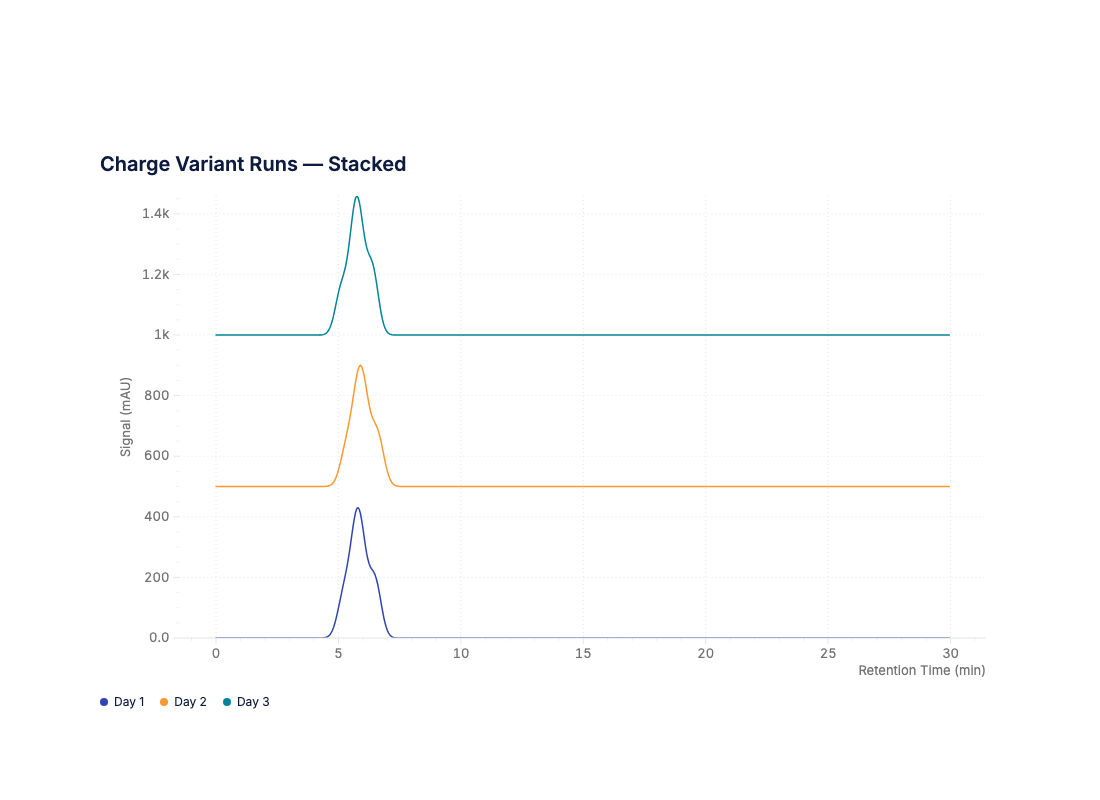 Charge Variant Runs — Stacked
1.4k
1.2k
1k
800
600
400
200
0.0
Signal (mAU)
0 5 10 15 20 25 30
Retention Time (min)
Day 1 Day 2 Day 3